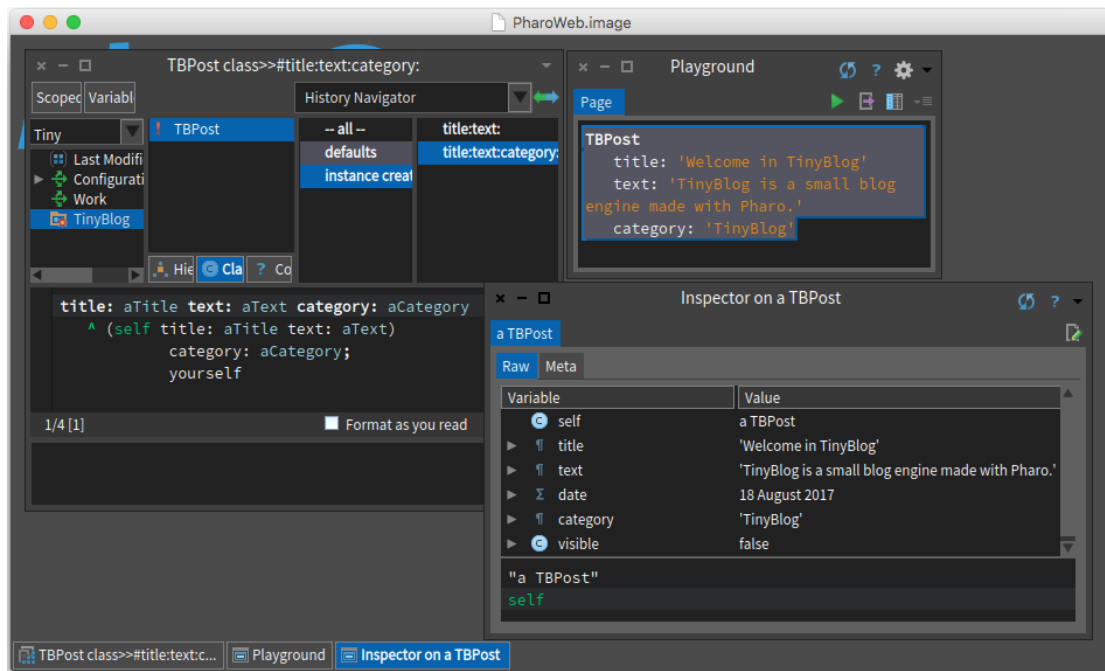 PharoWeb.image
TBPost class>>#title:text:category:
Scoped Variabl
History Navigator
Tiny
Last Modifi
Configurati
Work
TinyBlog
! TBPost
-- all --
defaults
instance creat
title:text:
title:text:category:
Hie
C Cla
? Co
title: aTitle text: aText category: aCategory
^ (self title: aTitle text: aText)
category: aCategory;
yourself
1/4 [1]
Format as you read
Playground
?
Page
TBPost
title: 'Welcome in TinyBlog'
text: 'TinyBlog is a small blog
engine made with Pharo.'
category: 'TinyBlog'
Inspector on a TBPost
?
a TBPost
Raw Meta
Variable Value
C self a TBPost
¶ title 'Welcome in TinyBlog'
¶ text 'TinyBlog is a small blog engine made with Pharo.'
Σ date 18 August 2017
¶ category 'TinyBlog'
C visible false
"a TBPost"
self
TBPost class>>#title:text:c...
Playground
Inspector on a TBPost